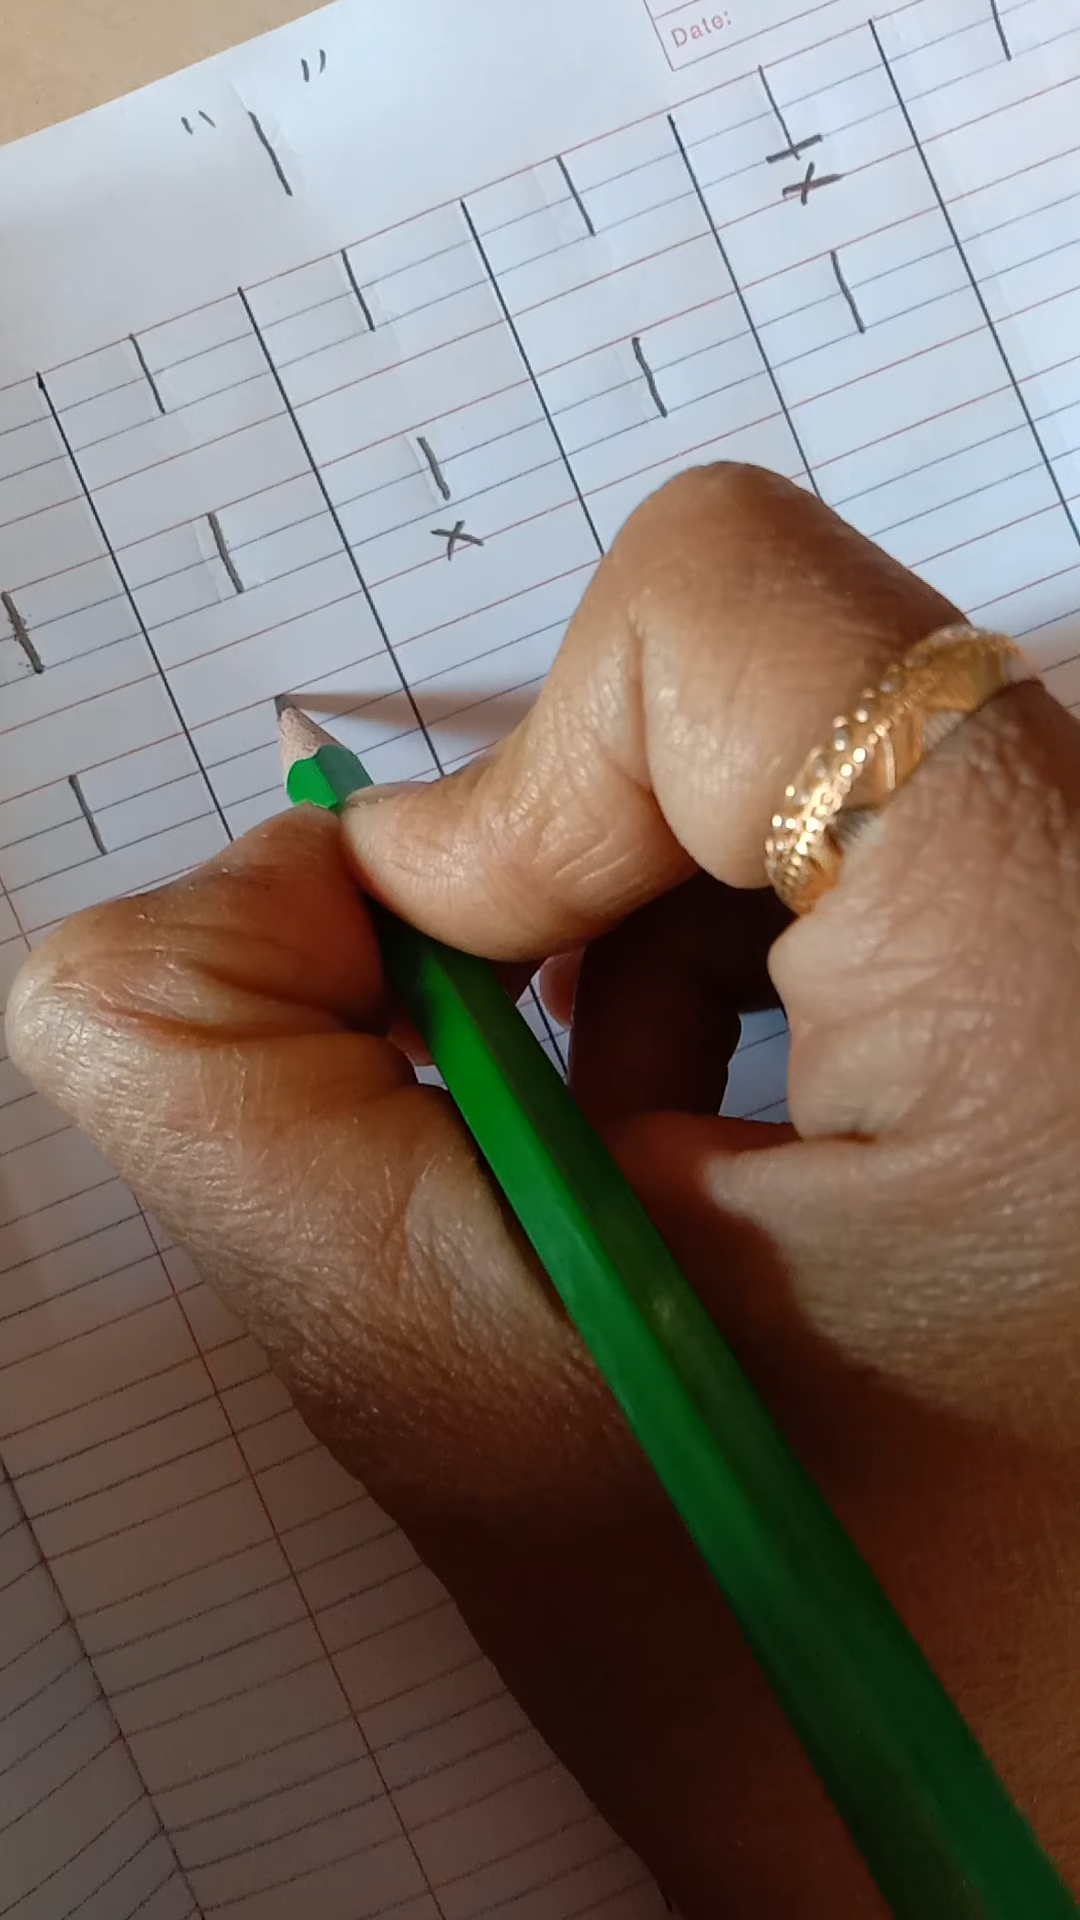 Date:
" | "
| | | | |
×
| | | | |
×
|